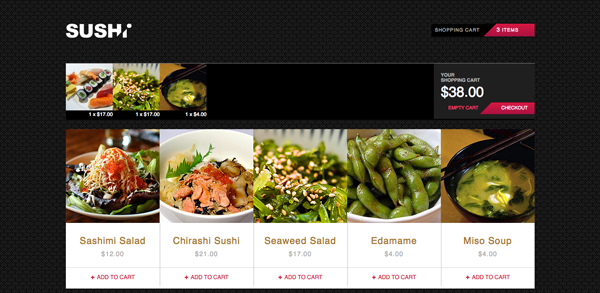 SUSHi
SHOPPING CART 3 ITEMS
1 x $17.00 1 x $17.00 1 x $4.00
YOUR
SHOPPING CART
$38.00
EMPTY CART CHECKOUT
Sashimi Salad Chirashi Sushi Seaweed Salad Edamame Miso Soup
$12.00 $21.00 $17.00 $4.00 $4.00
+ ADD TO CART + ADD TO CART + ADD TO CART + ADD TO CART + ADD TO CART